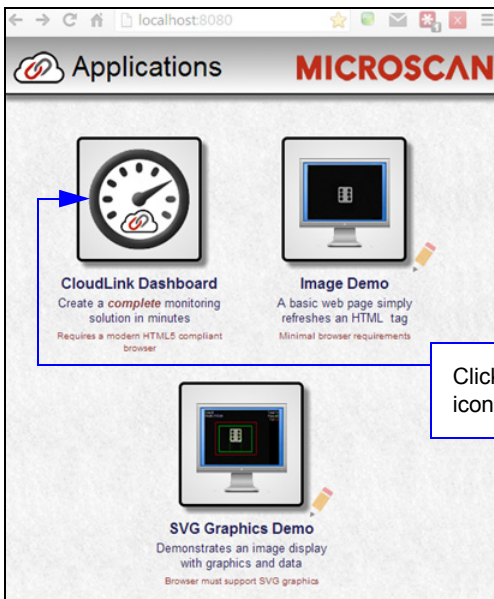 localhost:8080
Applications
MICROSCAN
CloudLink Dashboard
Create a complete monitoring
solution in minutes
Requires a modern HTML5 compliant
browser
Image Demo
A basic web page simply
refreshes an HTML tag
Minimal browser requirements
Click
icon
SVG Graphics Demo
Demonstrates an image display
with graphics and data
Browser must support SVG graphics